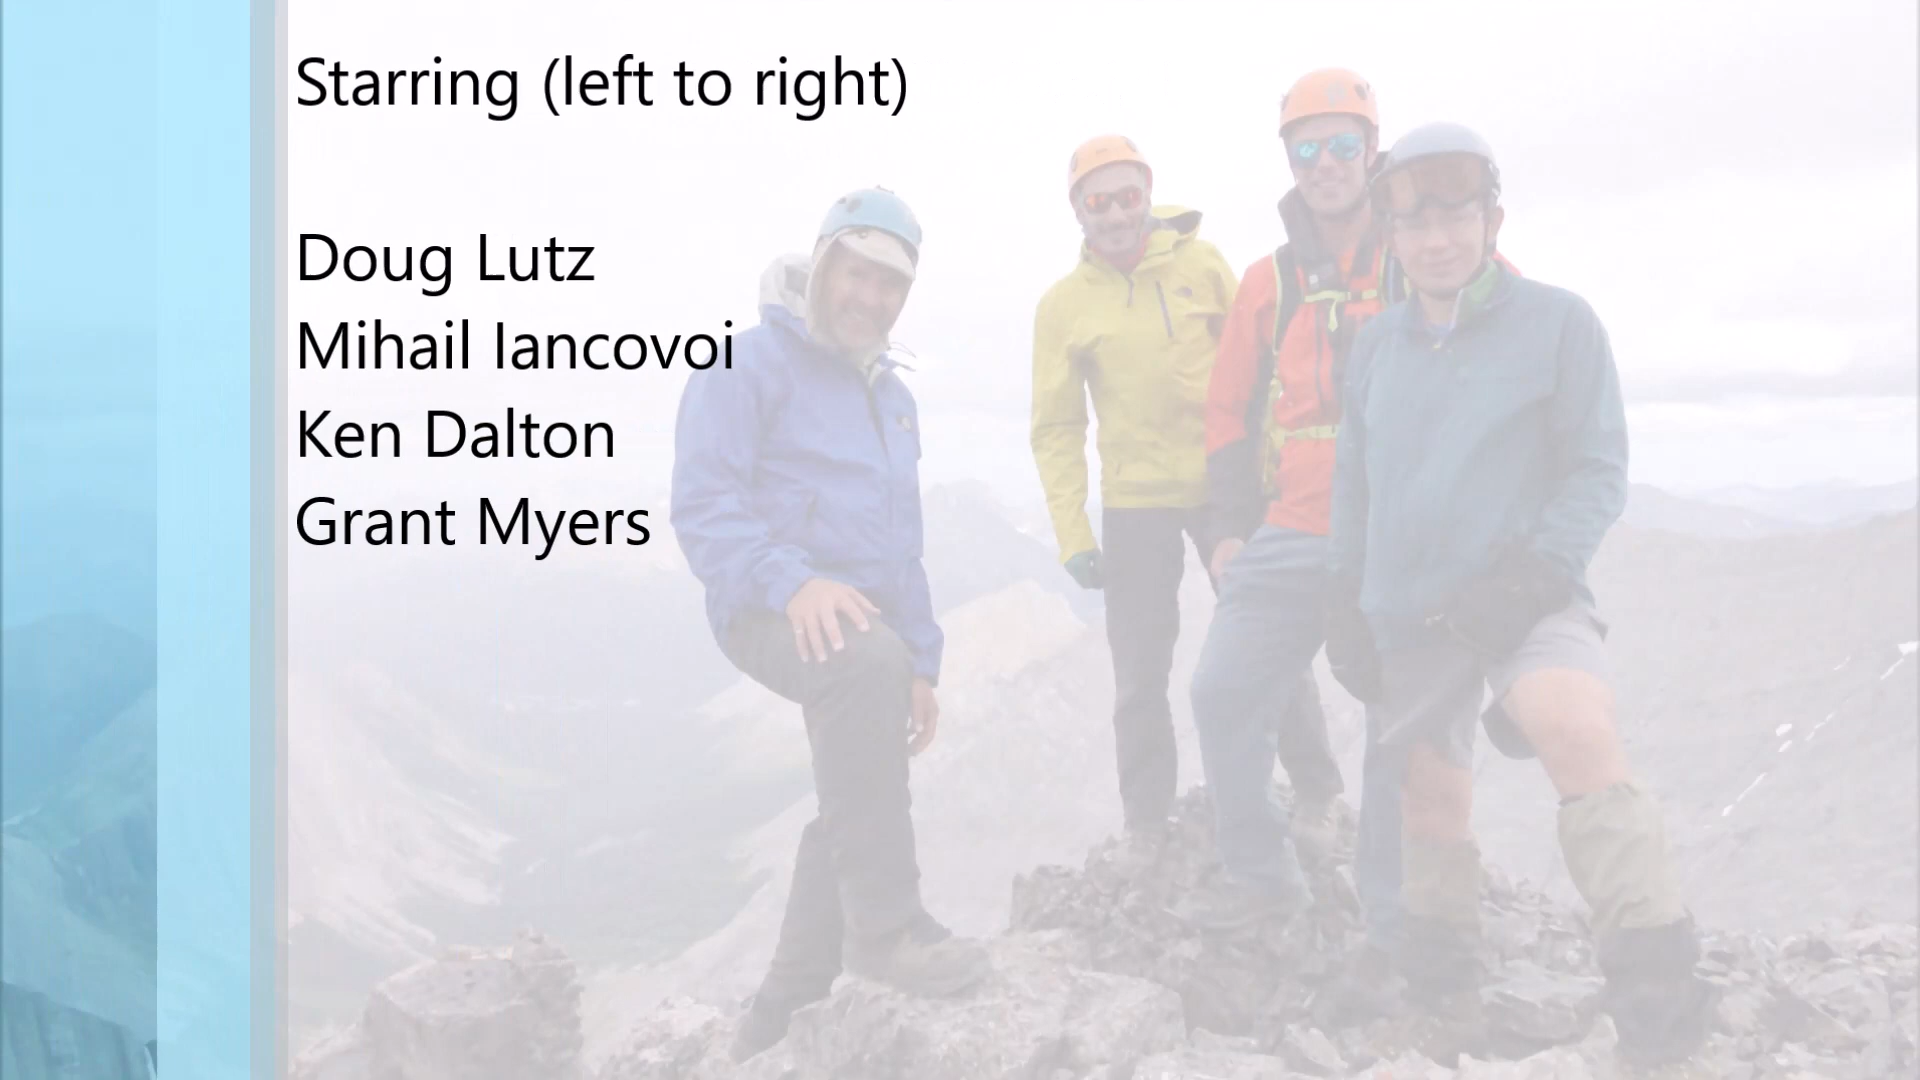 Starring (left to right)
Doug Lutz
Mihail Iancovoi
Ken Dalton
Grant Myers